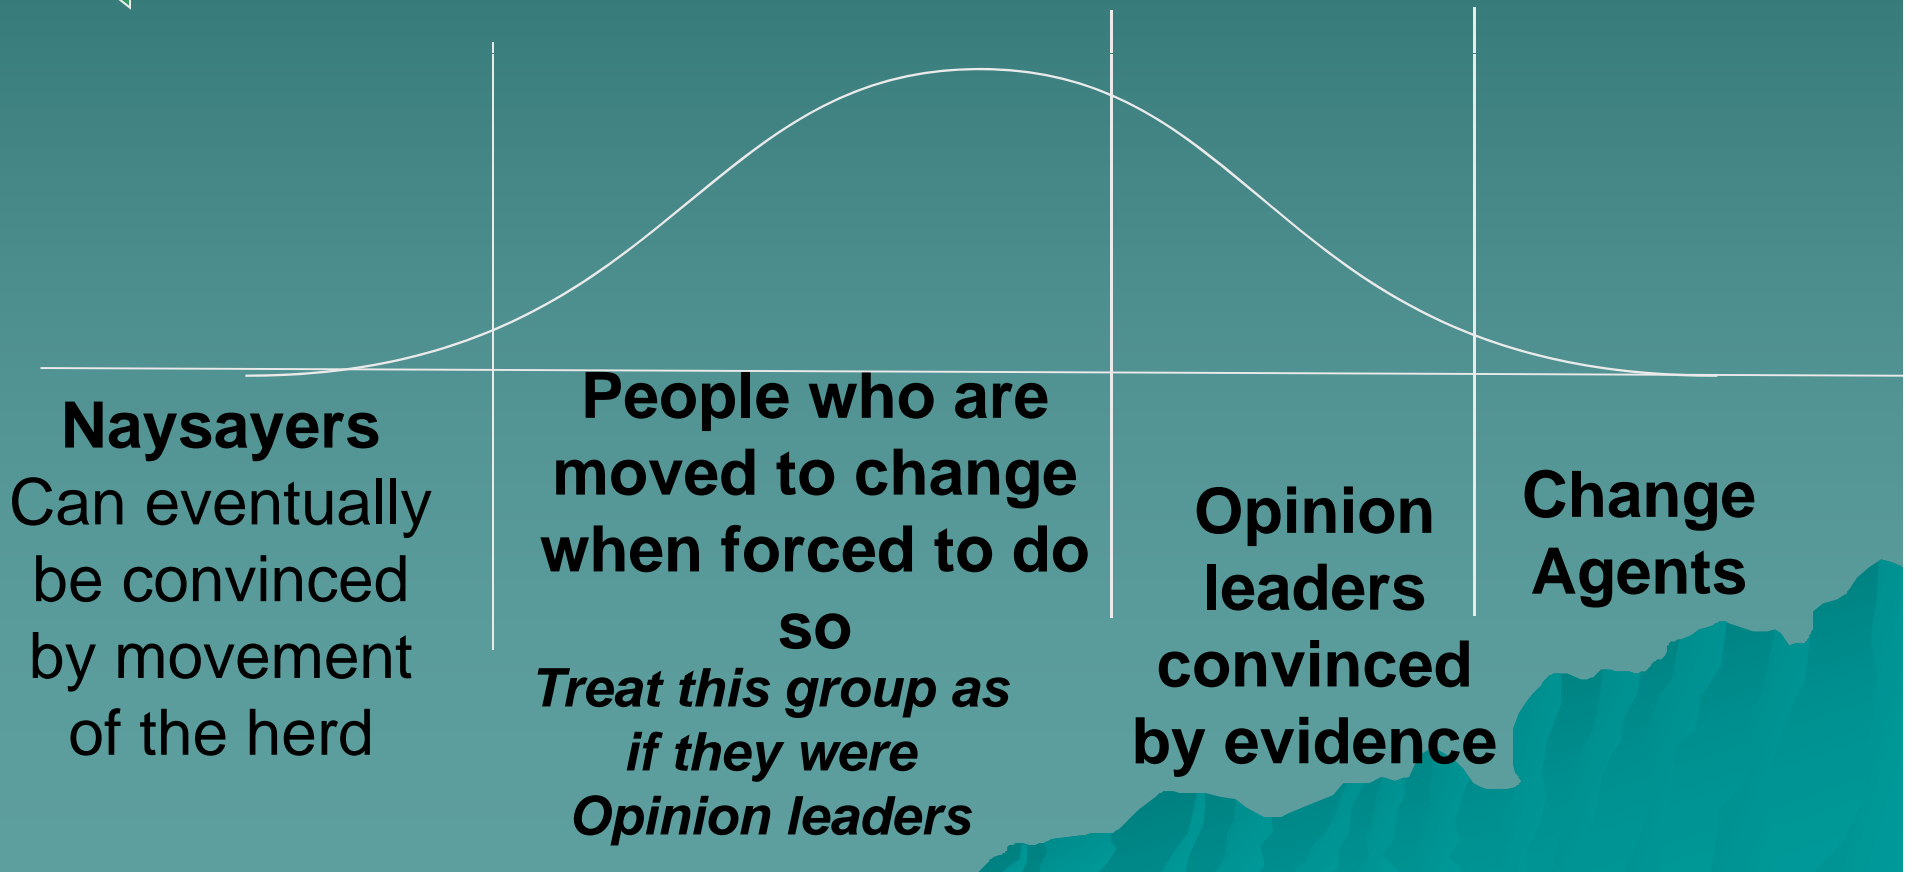 Naysayers
Can eventually
be convinced
by movement
of the herd
People who are
moved to change
when forced to do
so
Treat this group as
if they were
Opinion leaders
Opinion
leaders
convinced
by evidence
Change
Agents